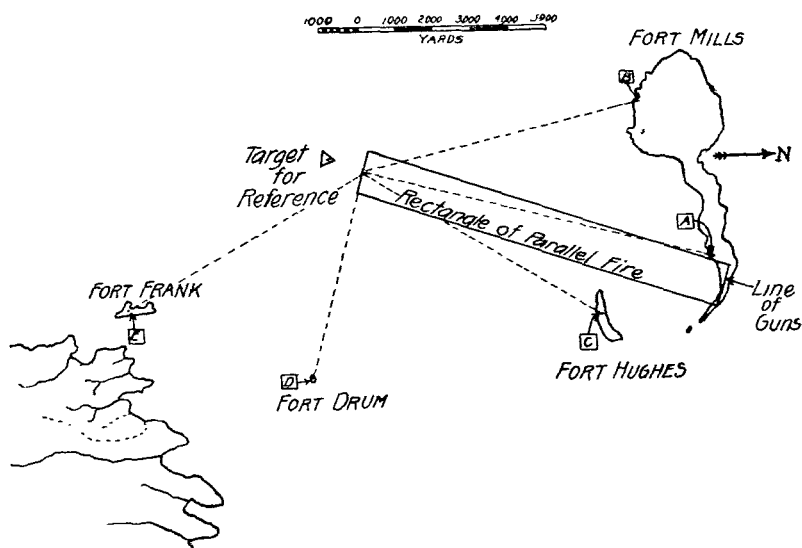 1000 0 1000 2000 3000 4000 5000
YARDS
FORT MILLS
B
N
Target
for
Reference
A
Rectangle of Parallel Fire
Line
of
Guns
FORT FRANK
E
C
FORT HUGHES
D
FORT DRUM